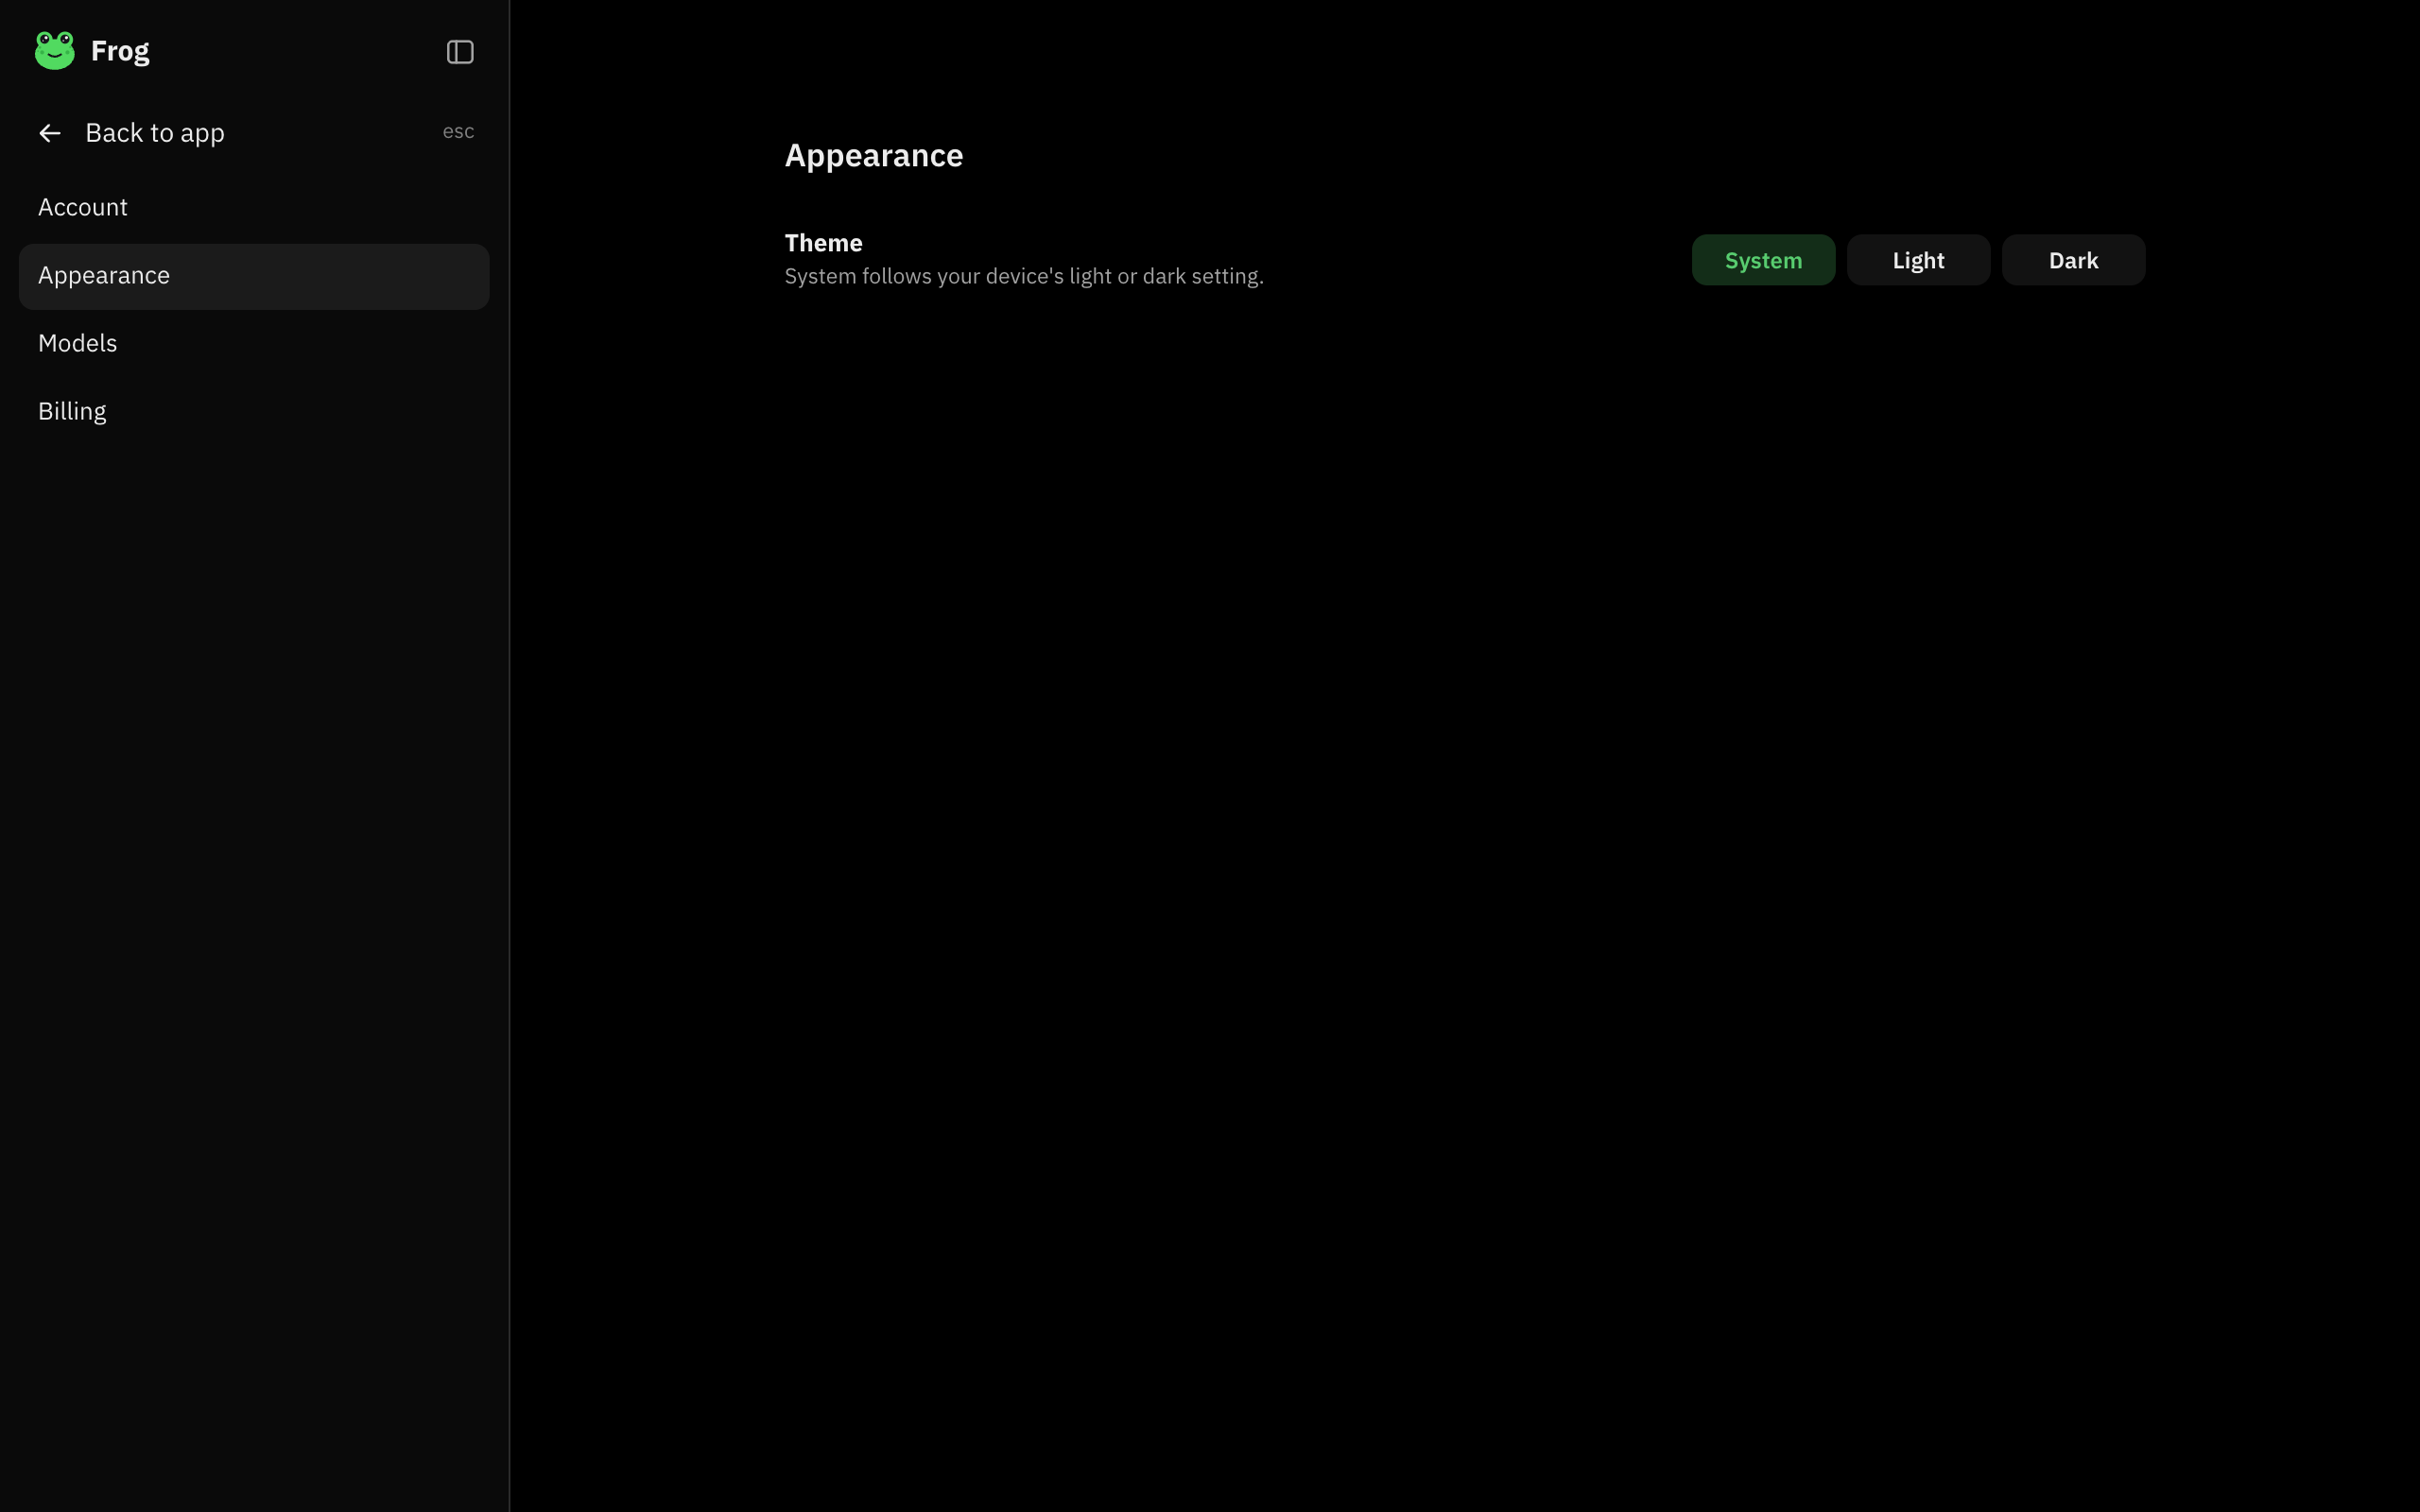 Frog
Back to app
esc
Account
Appearance
Models
Billing
Appearance
Theme
System follows your device's light or dark setting.
System
Light
Dark